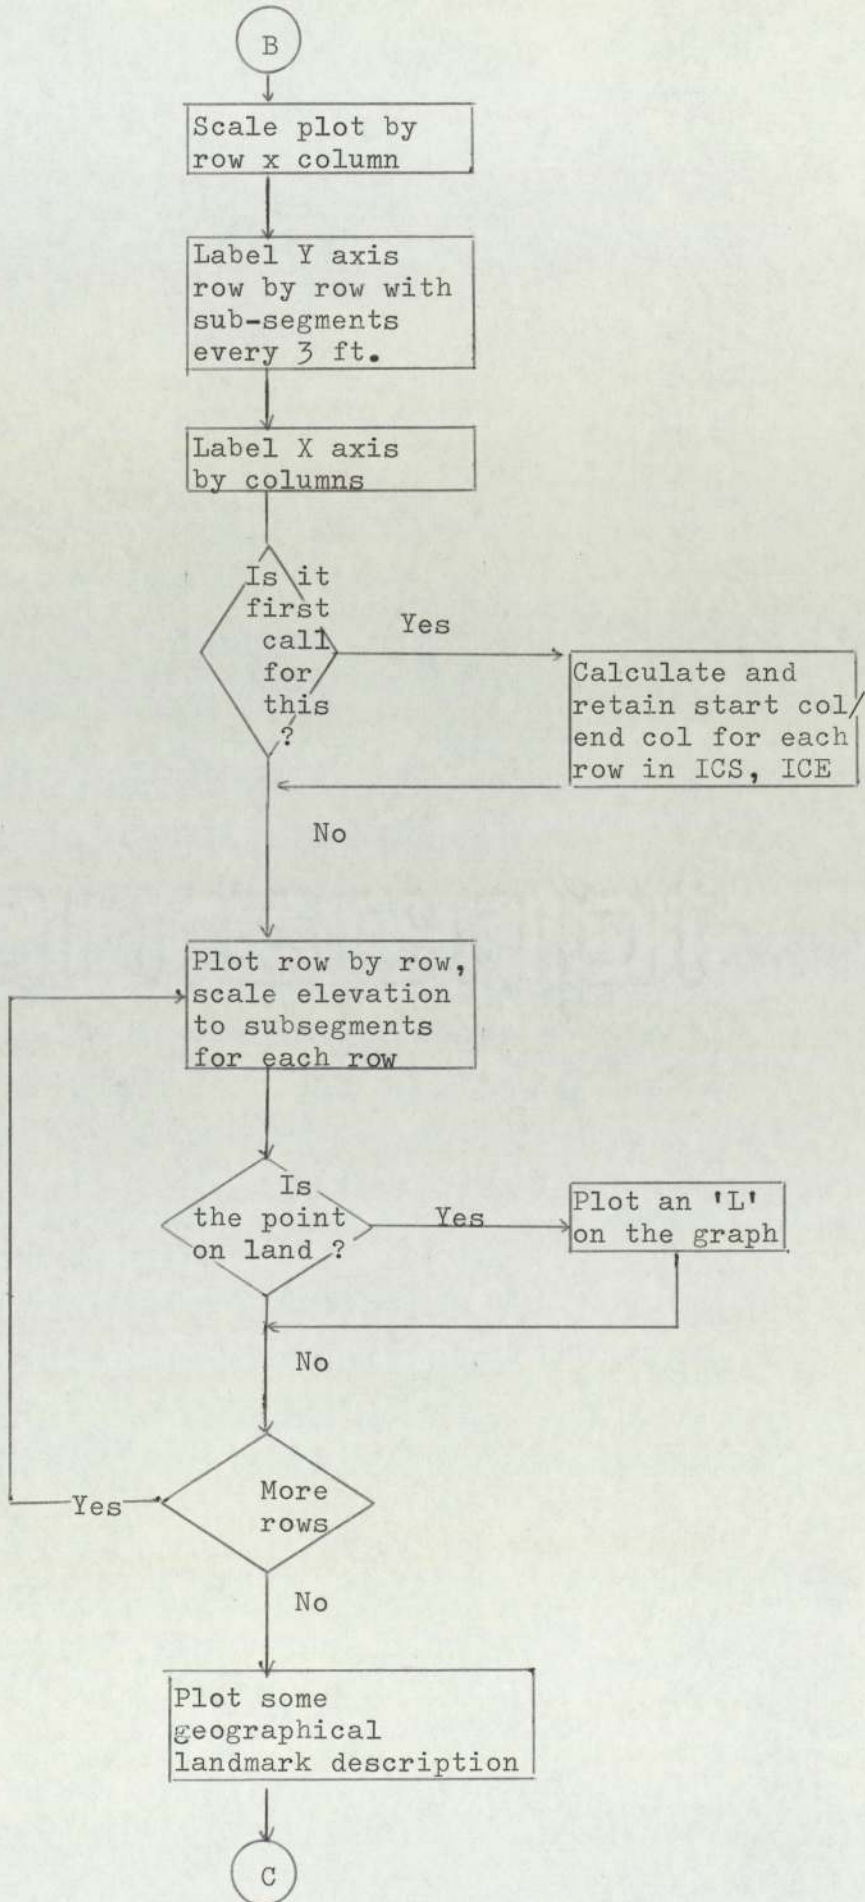 B
Scale plot by
row x column
Label Y axis
row by row with
sub-segments
every 3 ft.
Label X axis
by columns
Is it
first
call
for
this
?
Yes
Calculate and
retain start col/
end col for each
row in ICS, ICE
No
Plot row by row,
scale elevation
to subsegments
for each row
Is
the point
on land ?
Yes
Plot an 'L'
on the graph
No
More
rows
Yes
No
Plot some
geographical
landmark description
C